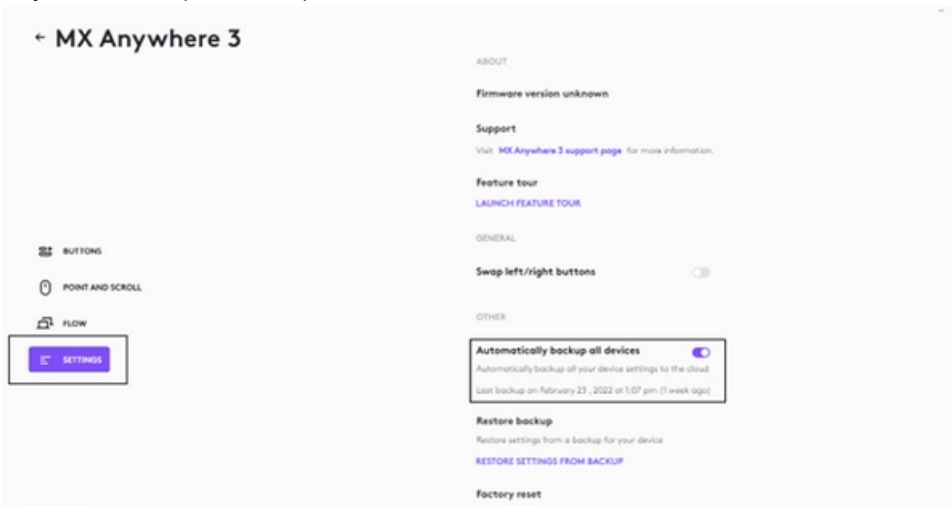 ← MX Anywhere 3
ABOUT
Firmware version unknown
Support
Visit MX Anywhere 3 support page for more information.
Feature tour
LAUNCH FEATURE TOUR
GENERAL
Swap left/right buttons
BUTTONS
POINT AND SCROLL
FLOW
SETTINGS
OTHER
Automatically backup all devices
Automatically backup all your device settings to the cloud
Last backup on February 23 , 2022 at 1:07 pm (1 week ago)
Restore backup
Restore settings from a backup for your device
RESTORE SETTINGS FROM BACKUP
Factory reset